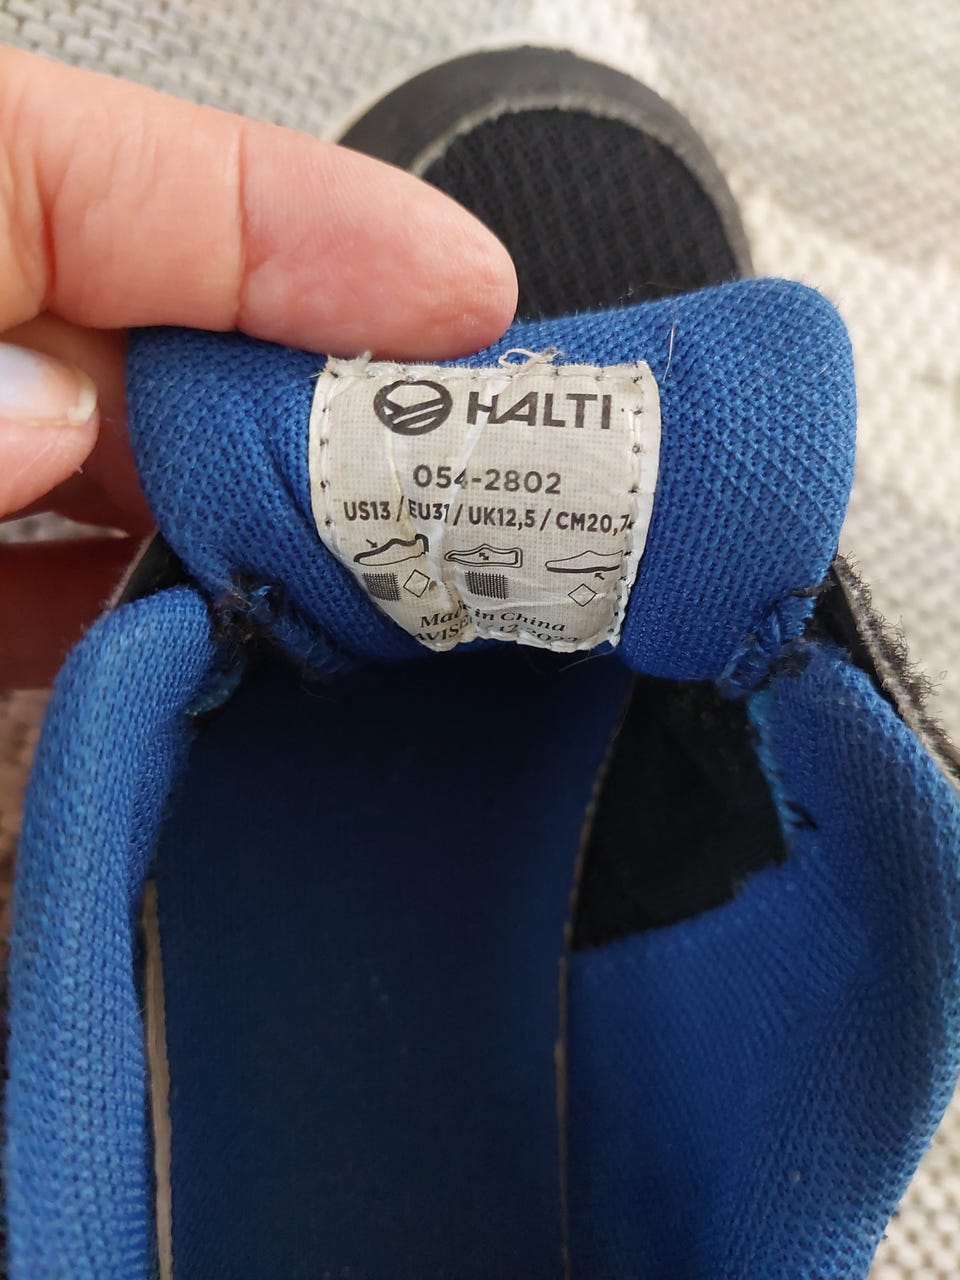 HALTI
054-2802
US13 / EU31 / UK12,5 / CM20,7
Made in China